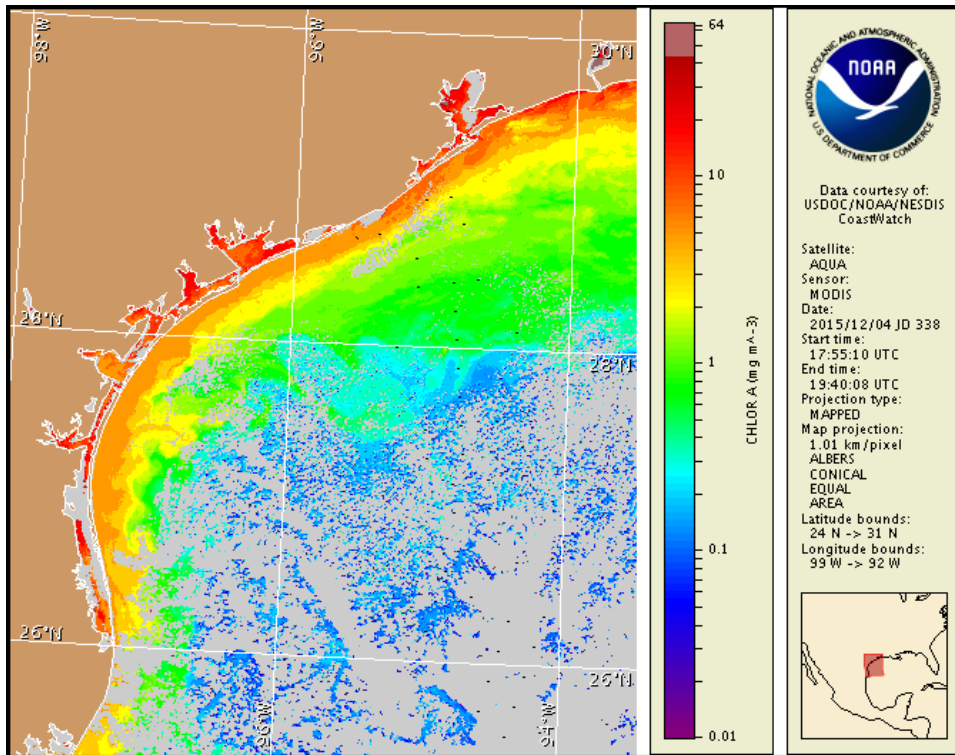 98°W
96°W
30°N
28°N
28°N
26°N
26°N
96°W
94°W
64
10
1
0.1
0.01
CHLOR A (mg m^-3)
NATIONAL OCEANIC AND ATMOSPHERIC ADMINISTRATION
NOAA
U.S. DEPARTMENT OF COMMERCE
Data courtesy of:
USDOC/NOAA/NESDIS
CoastWatch
Satellite:
AQUA
Sensor:
MODIS
Date:
2015/12/04 JD 338
Start time:
17:55:10 UTC
End time:
19:40:08 UTC
Projection type:
MAPPED
Map projection:
1.01 km/pixel
ALBERS
CONICAL
EQUAL
AREA
Latitude bounds:
24 N -> 31 N
Longitude bounds:
99 W -> 92 W